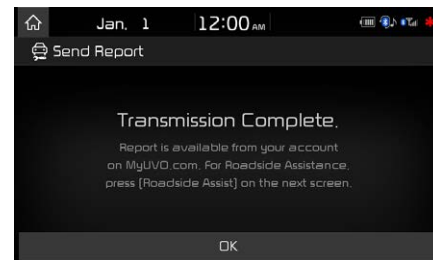 Jan. 1 12:00 AM
Send Report
Transmission Complete.
Report is available from your account
on MyUVO.com. For Roadside Assistance,
press [Roadside Assist] on the next screen.
OK